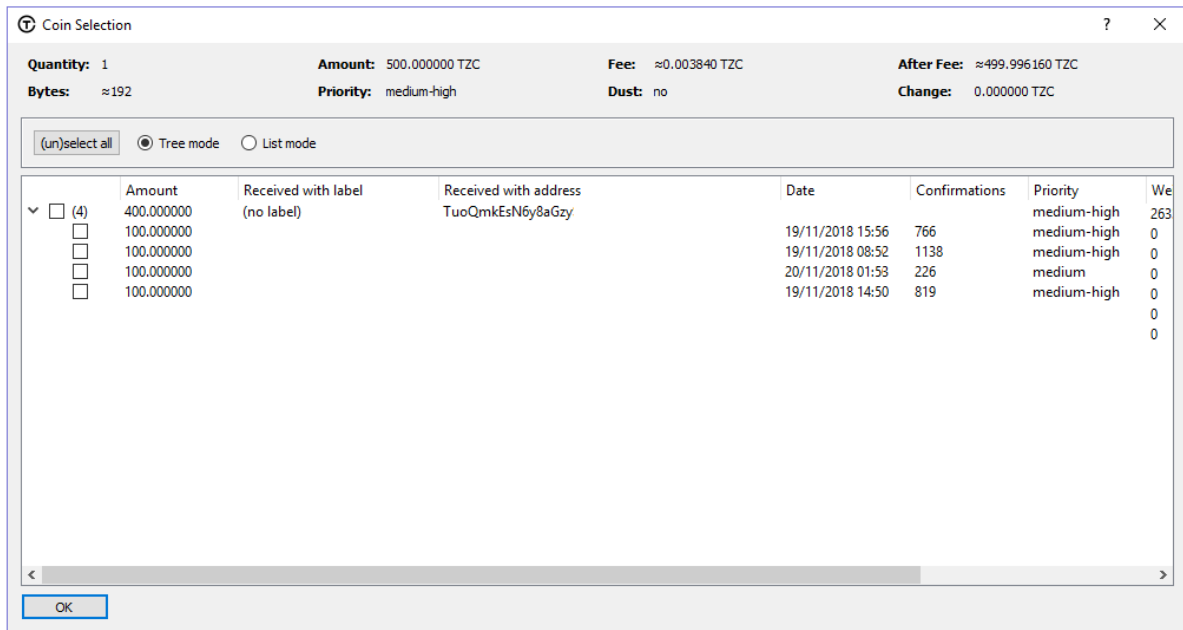 Coin Selection
Quantity: 1 Amount: 500.000000 TZC Fee: ≈0.003840 TZC After Fee: ≈499.996160 TZC
Bytes: ≈192 Priority: medium-high Dust: no Change: 0.000000 TZC
(un)select all Tree mode List mode
Amount Received with label Received with address Date Confirmations Priority We
(4) 400.000000 (no label) TuoQmkEsN6y8aGzy medium-high 263
100.000000 19/11/2018 15:56 766 medium-high 0
100.000000 19/11/2018 08:52 1138 medium-high 0
100.000000 20/11/2018 01:53 226 medium 0
100.000000 19/11/2018 14:50 819 medium-high 0
0
0
OK